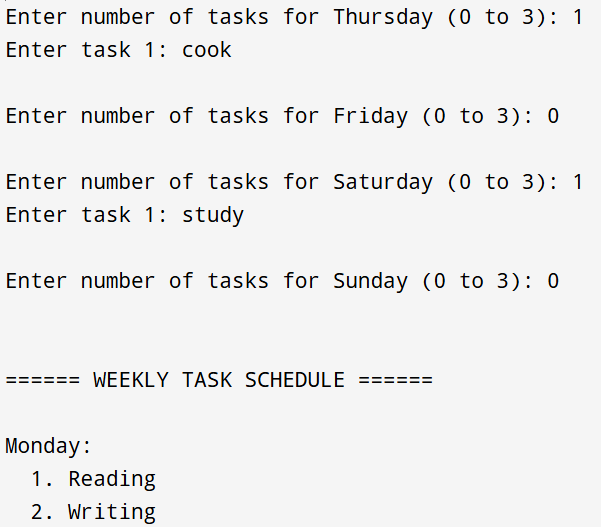 Enter number of tasks for Thursday (0 to 3): 1
Enter task 1: cook
Enter number of tasks for Friday (0 to 3): 0
Enter number of tasks for Saturday (0 to 3): 1
Enter task 1: study
Enter number of tasks for Sunday (0 to 3): 0
====== WEEKLY TASK SCHEDULE ======
Monday:
1. Reading
2. Writing